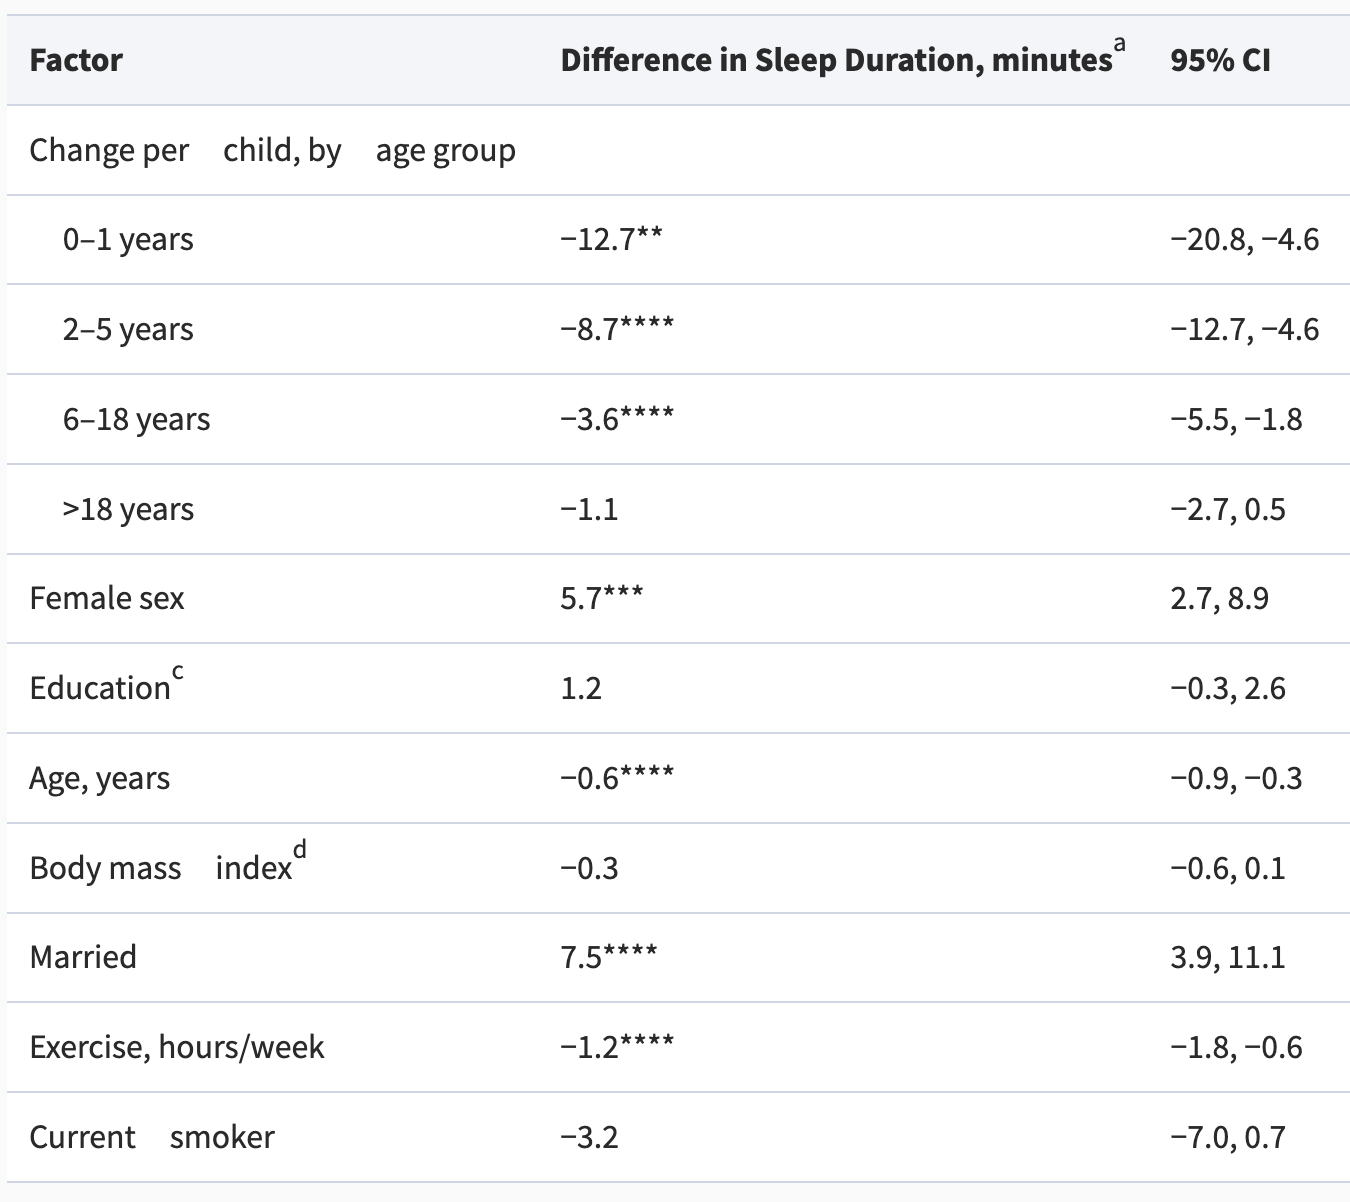 Factor Difference in Sleep Duration, minutesa 95% CI
Change per child, by age group
0–1 years −12.7** −20.8, −4.6
2–5 years −8.7**** −12.7, −4.6
6–18 years −3.6**** −5.5, −1.8
>18 years −1.1 −2.7, 0.5
Female sex 5.7*** 2.7, 8.9
Educationc 1.2 −0.3, 2.6
Age, years −0.6**** −0.9, −0.3
Body mass indexd −0.3 −0.6, 0.1
Married 7.5**** 3.9, 11.1
Exercise, hours/week −1.2**** −1.8, −0.6
Current smoker −3.2 −7.0, 0.7